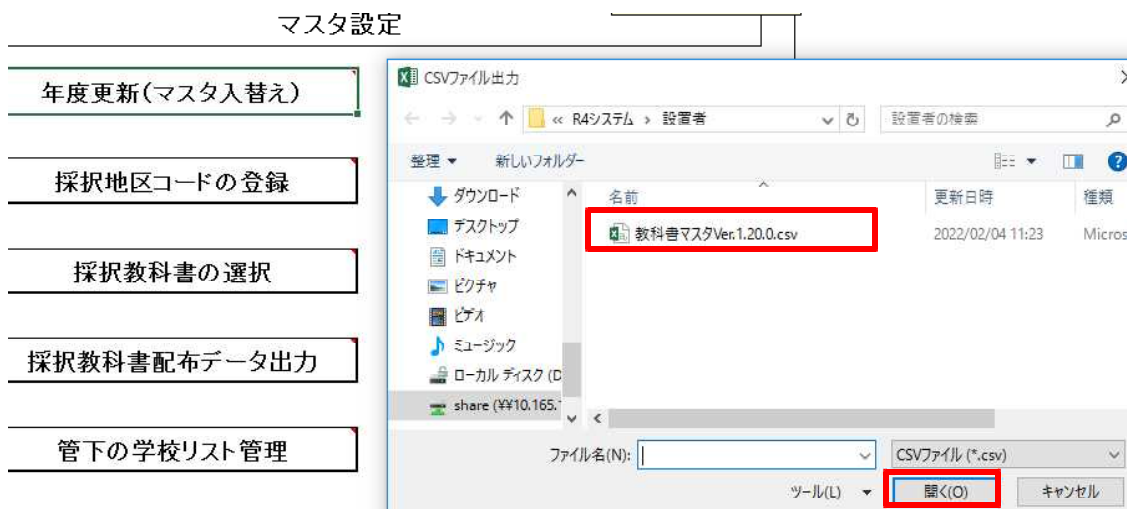 マスタ設定
年度更新(マスタ入替え)
採択地区コードの登録
採択教科書の選択
採択教科書配布データ出力
管下の学校リスト管理
CSVファイル出力
« R4システム › 設置者
設置者の検索
整理 ▼ 新しいフォルダー
名前 更新日時 種類
ダウンロード
デスクトップ
ドキュメント
ピクチャ
ビデオ
ミュージック
ローカル ディスク (D
share (¥¥10.165.
教科書マスタVer.1.20.0.csv 2022/02/04 11:23 Micros
ファイル名(N): CSVファイル (*.csv)
ツール(L) ▼ 開く(O) キャンセル